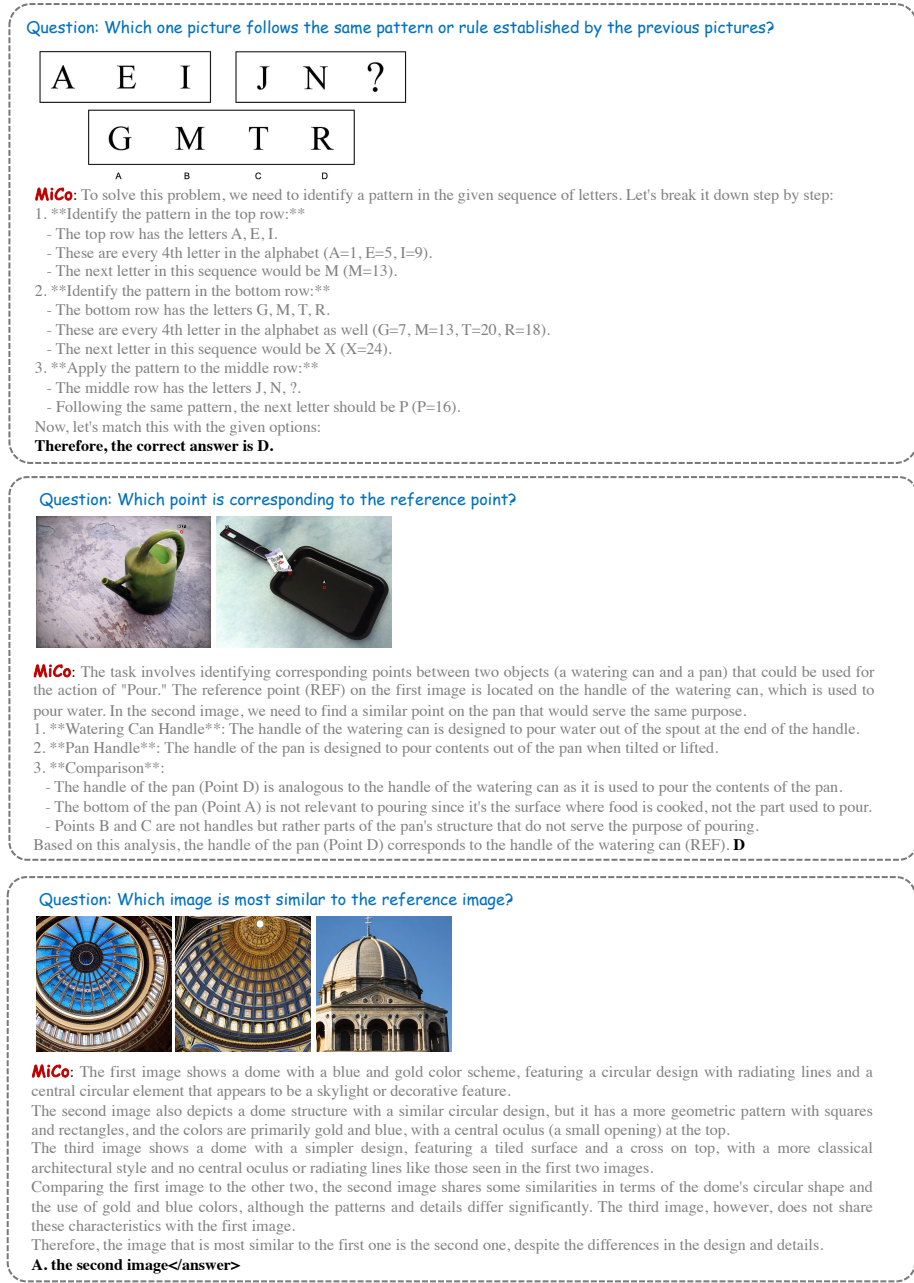 Question: Which one picture follows the same pattern or rule established by the previous pictures?
A E I J N ?
G M T R
A B C D
MiCo: To solve this problem, we need to identify a pattern in the given sequence of letters. Let's break it down step by step:
1. **Identify the pattern in the top row:**
- The top row has the letters A, E, I.
- These are every 4th letter in the alphabet (A=1, E=5, I=9).
- The next letter in this sequence would be M (M=13).
2. **Identify the pattern in the bottom row:**
- The bottom row has the letters G, M, T, R.
- These are every 4th letter in the alphabet as well (G=7, M=13, T=20, R=18).
- The next letter in this sequence would be X (X=24).
3. **Apply the pattern to the middle row:**
- The middle row has the letters J, N, ?.
- Following the same pattern, the next letter should be P (P=16).
Now, let's match this with the given options:
Therefore, the correct answer is D.
Question: Which point is corresponding to the reference point?
MiCo: The task involves identifying corresponding points between two objects (a watering can and a pan) that could be used for
the action of "Pour." The reference point (REF) on the first image is located on the handle of the watering can, which is used to
pour water. In the second image, we need to find a similar point on the pan that would serve the same purpose.
1. **Watering Can Handle**: The handle of the watering can is designed to pour water out of the spout at the end of the handle.
2. **Pan Handle**: The handle of the pan is designed to pour contents out of the pan when tilted or lifted.
3. **Comparison**:
- The handle of the pan (Point D) is analogous to the handle of the watering can as it is used to pour the contents of the pan.
- The bottom of the pan (Point A) is not relevant to pouring since it's the surface where food is cooked, not the part used to pour.
- Points B and C are not handles but rather parts of the pan's structure that do not serve the purpose of pouring.
Based on this analysis, the handle of the pan (Point D) corresponds to the handle of the watering can (REF). D
Question: Which image is most similar to the reference image?
MiCo: The first image shows a dome with a blue and gold color scheme, featuring a circular design with radiating lines and a
central circular element that appears to be a skylight or decorative feature.
The second image also depicts a dome structure with a similar circular design, but it has a more geometric pattern with squares
and rectangles, and the colors are primarily gold and blue, with a central oculus (a small opening) at the top.
The third image shows a dome with a simpler design, featuring a tiled surface and a cross on top, with a more classical
architectural style and no central oculus or radiating lines like those seen in the first two images.
Comparing the first image to the other two, the second image shares some similarities in terms of the dome's circular shape and
the use of gold and blue colors, although the patterns and details differ significantly. The third image, however, does not share
these characteristics with the first image.
Therefore, the image that is most similar to the first one is the second one, despite the differences in the design and details.
A. the second image</answer>